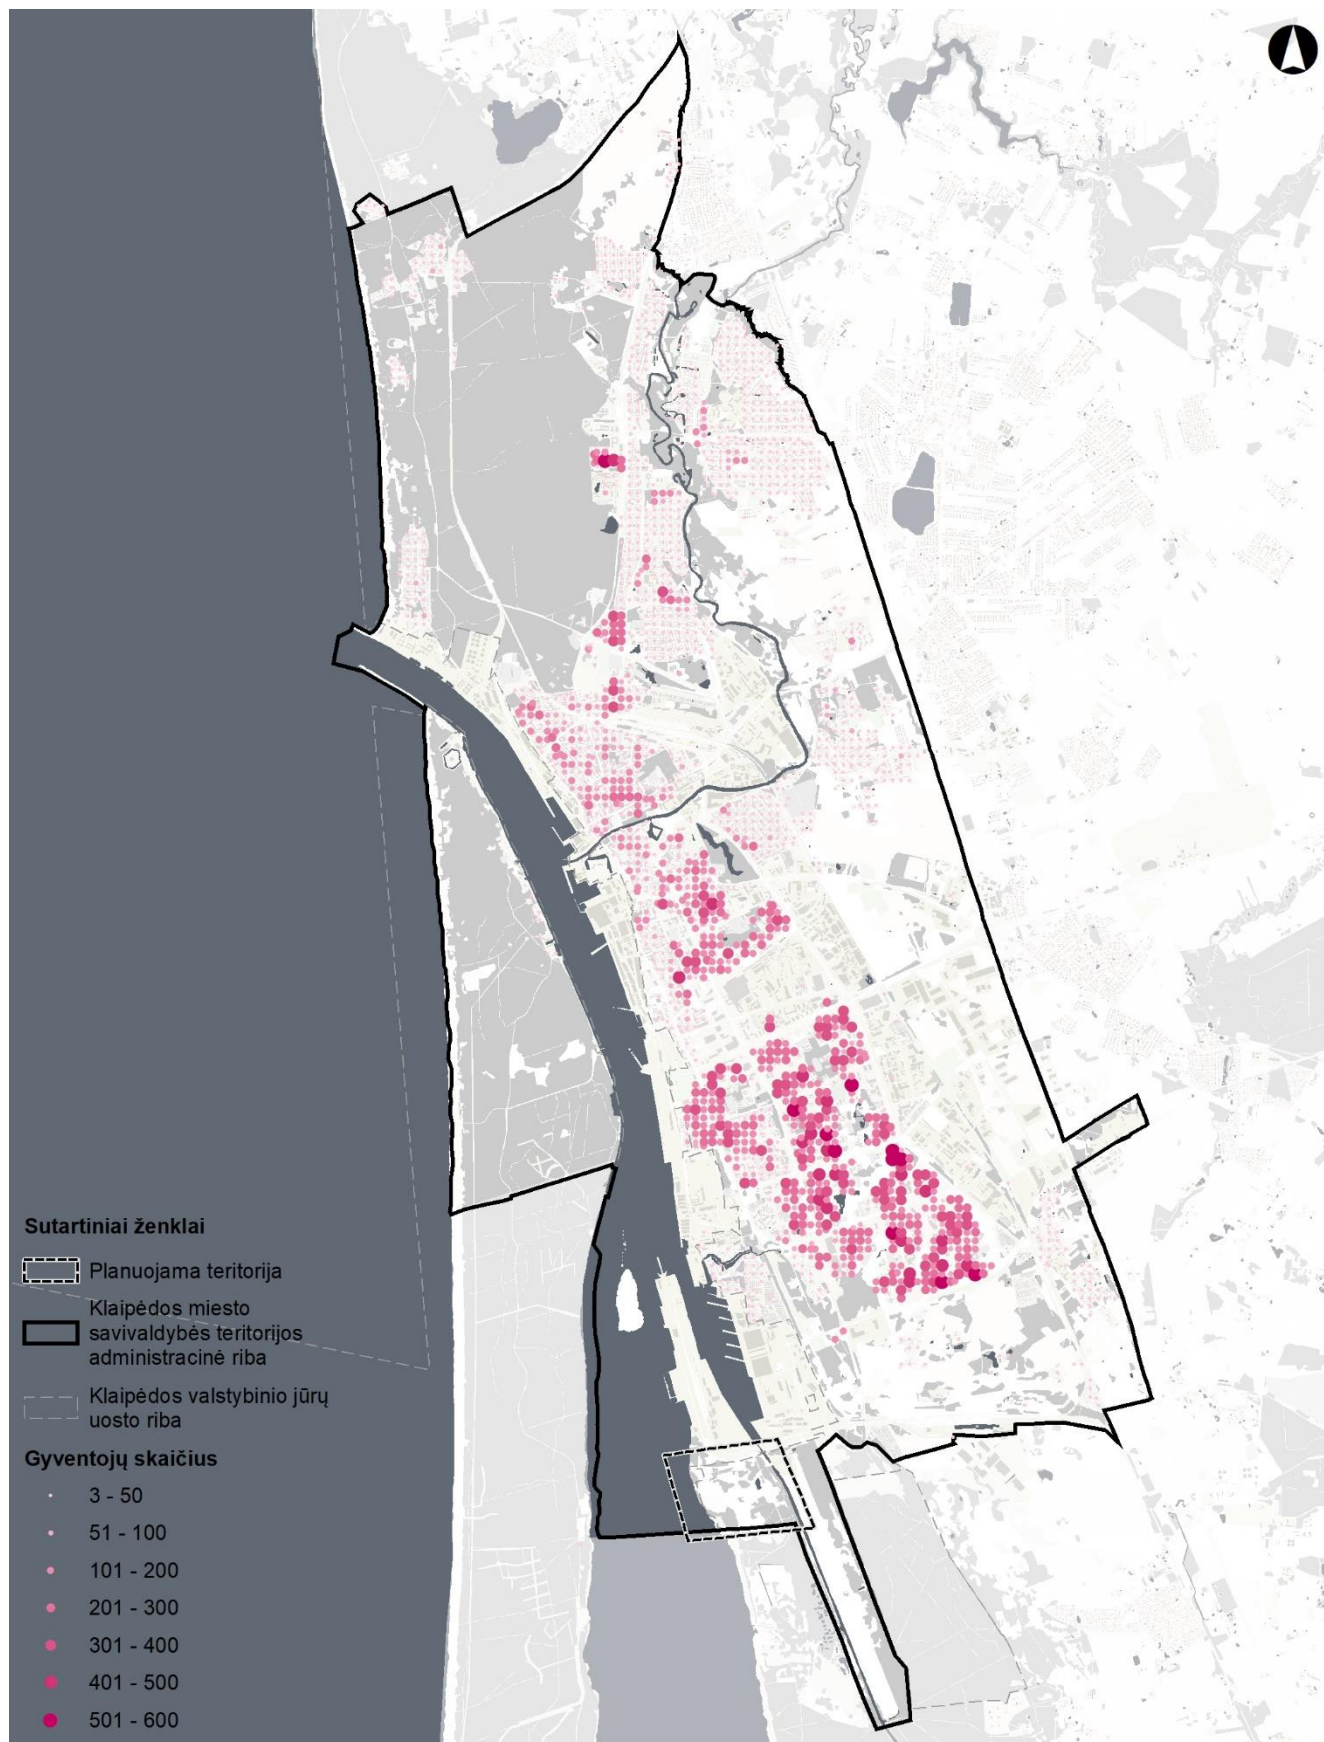 Sutartiniai ženklai
Planuojama teritorija
Klaipėdos miesto
savivaldybės teritorijos
administracinė riba
Klaipėdos valstybinio jūrų
uosto riba
Gyventojų skaičius
3 - 50
51 - 100
101 - 200
201 - 300
301 - 400
401 - 500
501 - 600